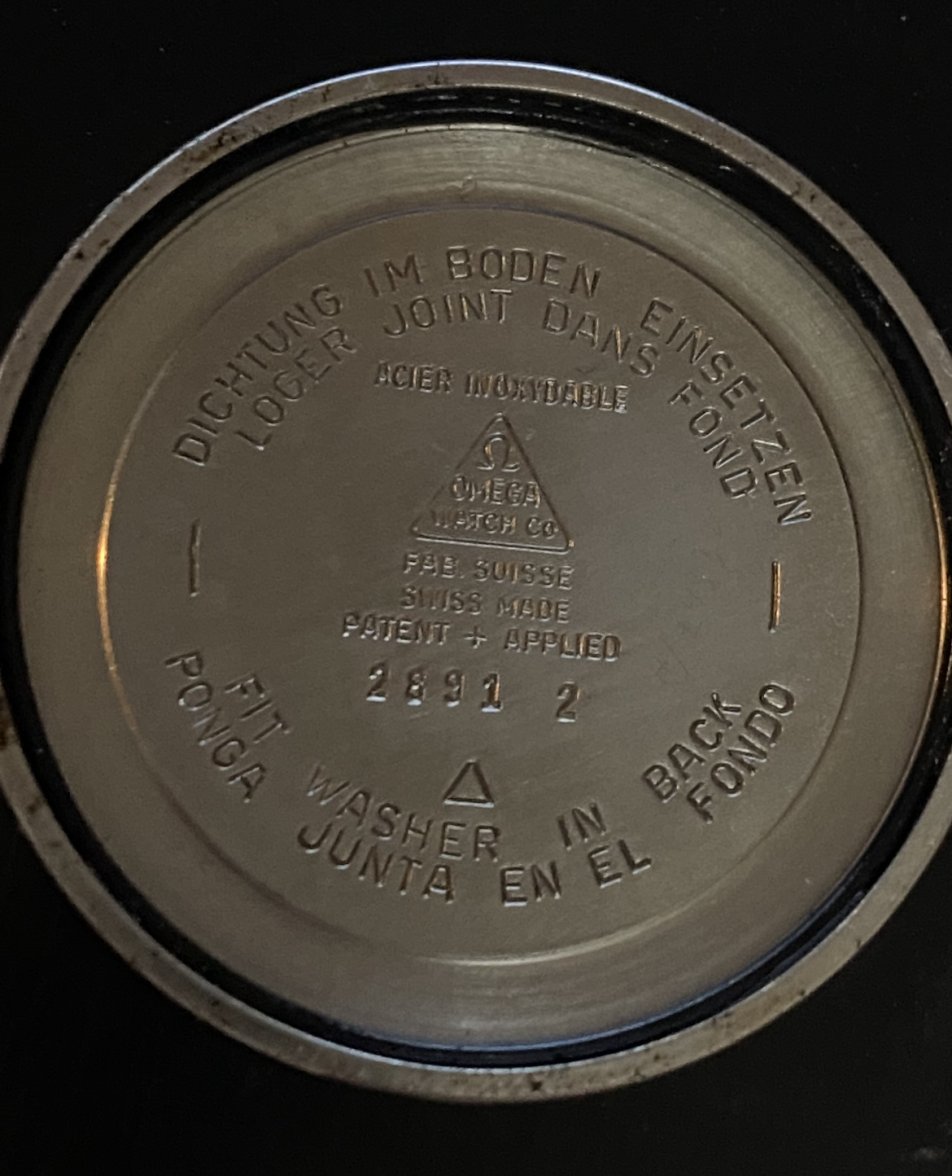 DICHTUNG IM BODEN EINSETZEN
LOGER JOINT DANS FOND
ACIER INOXYDABLE
Ω
OMEGA
WATCH CO
FAB. SUISSE
SWISS MADE
PATENT + APPLIED
2891 2
FIT WASHER IN BACK
PONGA JUNTA EN EL FONDO